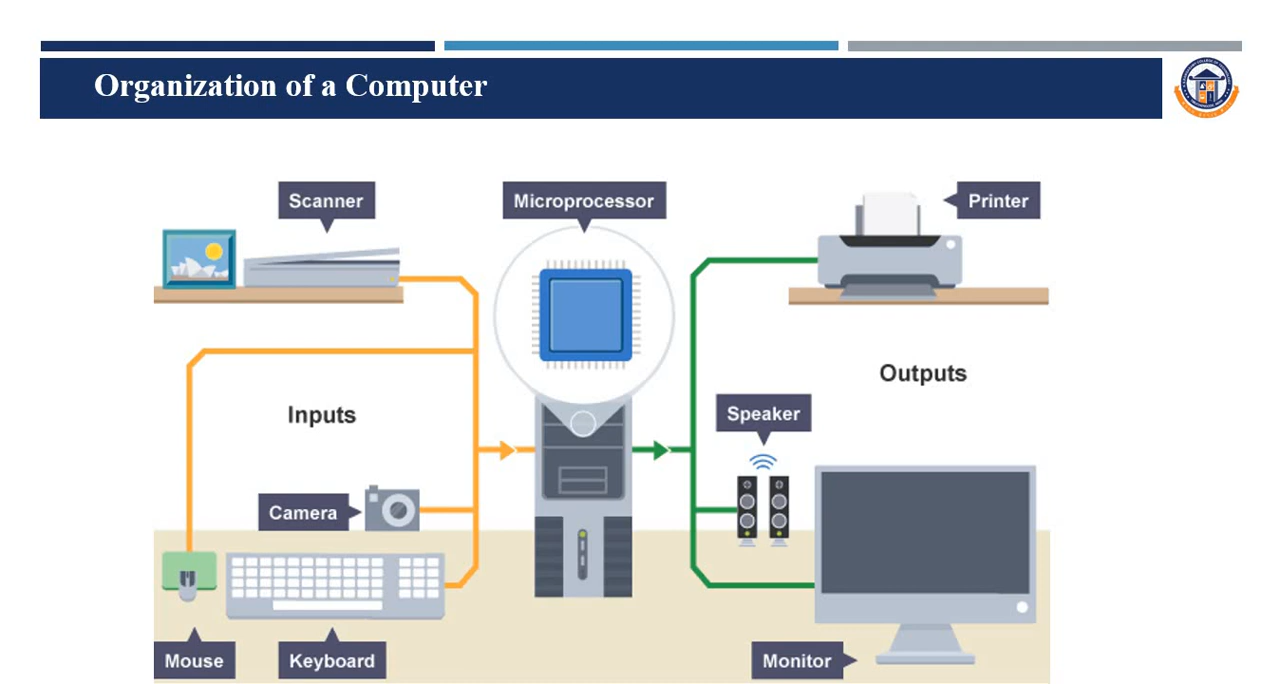 Organization of a Computer
Scanner
Microprocessor
Printer
Inputs
Outputs
Speaker
Camera
Mouse
Keyboard
Monitor